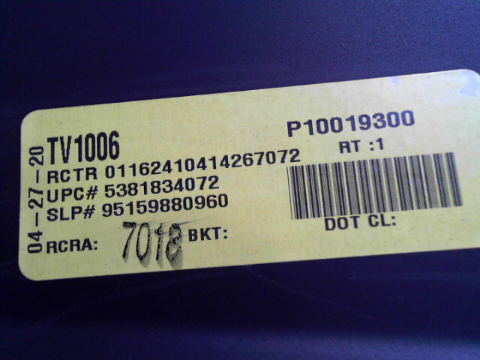 04-27-20
TV1006
P10019300
RCTR 01162410414267072
RT :1
UPC# 5381834072
SLP# 95159880960
RCRA: 7018 BKT:
DOT CL: